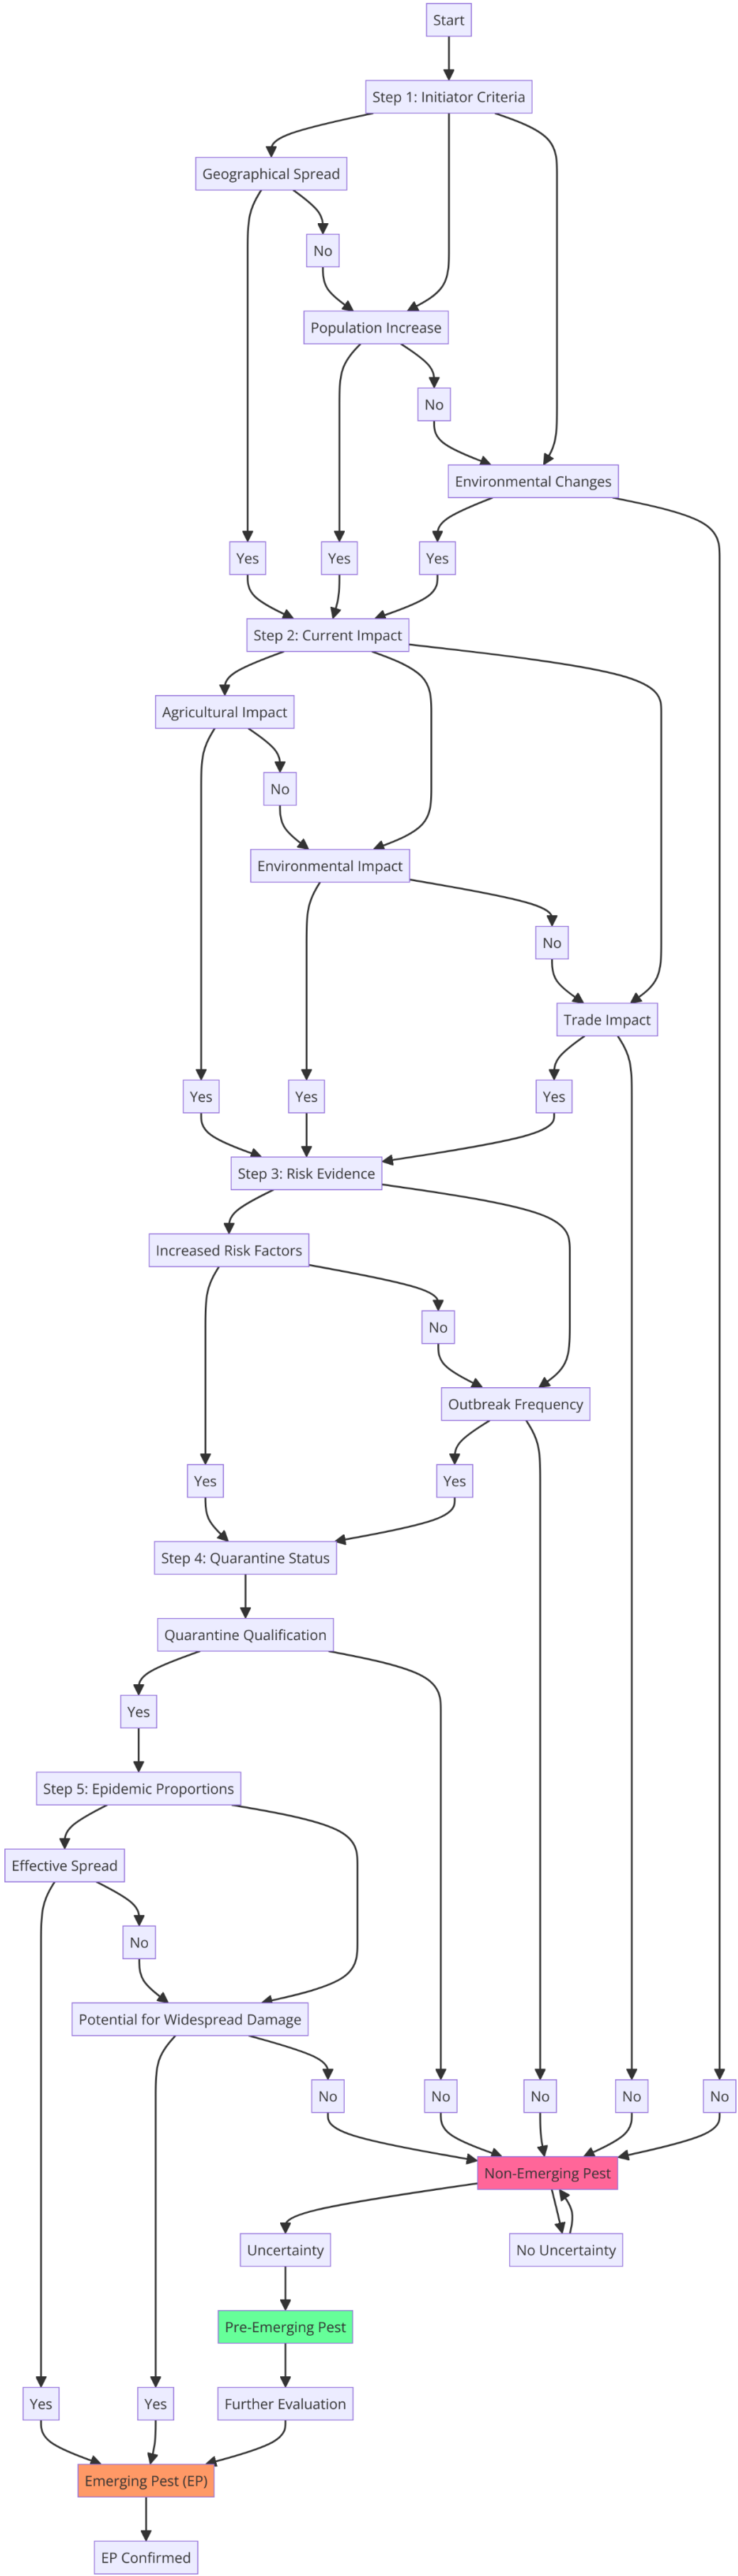 Start
Step 1: Initiator Criteria
Geographical Spread
No
Population Increase
No
Environmental Changes
Yes
Yes
Yes
Step 2: Current Impact
Agricultural Impact
No
Environmental Impact
No
Trade Impact
Yes
Yes
Yes
Step 3: Risk Evidence
Increased Risk Factors
No
Outbreak Frequency
Yes
Yes
Step 4: Quarantine Status
Quarantine Qualification
Yes
Step 5: Epidemic Proportions
Effective Spread
No
Potential for Widespread Damage
No
No
No
No
No
Non-Emerging Pest
Uncertainty
No Uncertainty
Pre-Emerging Pest
Yes
Yes
Further Evaluation
Emerging Pest (EP)
EP Confirmed